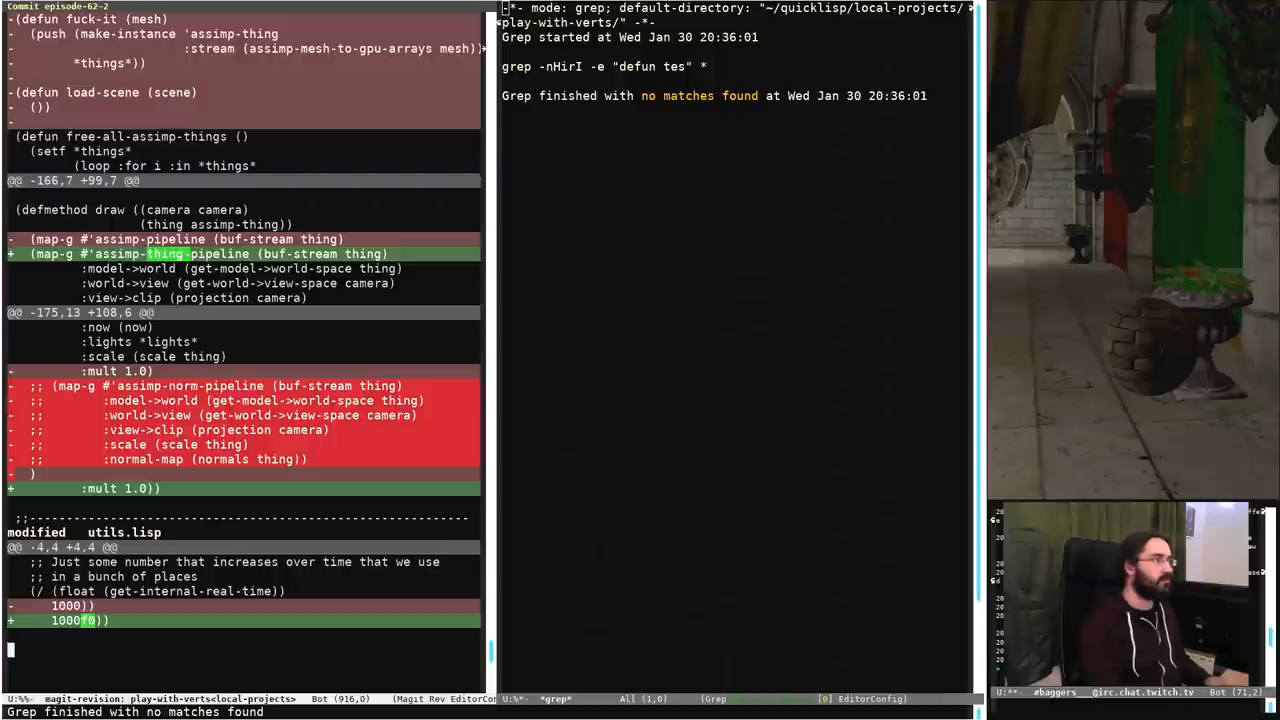 Commit episode-62~2
-(defun fuck-it (mesh)
-  (push (make-instance 'assimp-thing
-                       :stream (assimp-mesh-to-gpu-arrays mesh))
-        *things*))
-
-(defun load-scene (scene)
-  ())
-
(defun free-all-assimp-things ()
  (setf *things*
        (loop :for i :in *things*
@@ -166,7 +99,7 @@
(defmethod draw ((camera camera)
                 (thing assimp-thing))
-  (map-g #'assimp-pipeline (buf-stream thing)
+  (map-g #'assimp-thing-pipeline (buf-stream thing)
         :model->world (get-model->world-space thing)
         :world->view (get-world->view-space camera)
         :view->clip (projection camera)
@@ -175,13 +108,6 @@
         :now (now)
         :lights *lights*
         :scale (scale thing)
-         :mult 1.0)
-  ;; (map-g #'assimp-norm-pipeline (buf-stream thing)
-  ;;        :model->world (get-model->world-space thing)
-  ;;        :world->view (get-world->view-space camera)
-  ;;        :view->clip (projection camera)
-  ;;        :scale (scale thing)
-  ;;        :normal-map (normals thing))
-  )
+         :mult 1.0))
;;------------------------------------------------------------
modified   utils.lisp
@@ -4,4 +4,4 @@
  ;; Just some number that increases over time that we use
  ;; in a bunch of places
  (/ (float (get-internal-real-time))
-     1000))
+     1000f0))
U:%%-  magit-revision: play-with-verts<local-projects>   Bot (916,0)   (Magit Rev EditorCo
Grep finished with no matches found
-*- mode: grep; default-directory: "~/quicklisp/local-projects/
play-with-verts/" -*-
Grep started at Wed Jan 30 20:36:01
grep -nHirI -e "defun tes" *
Grep finished with no matches found at Wed Jan 30 20:36:01
U:%*-  *grep*   All (1,0)   (Grep [0] EditorConfig)
U:**-  #baggers   @irc.chat.twitch.tv   Bot (71,2)